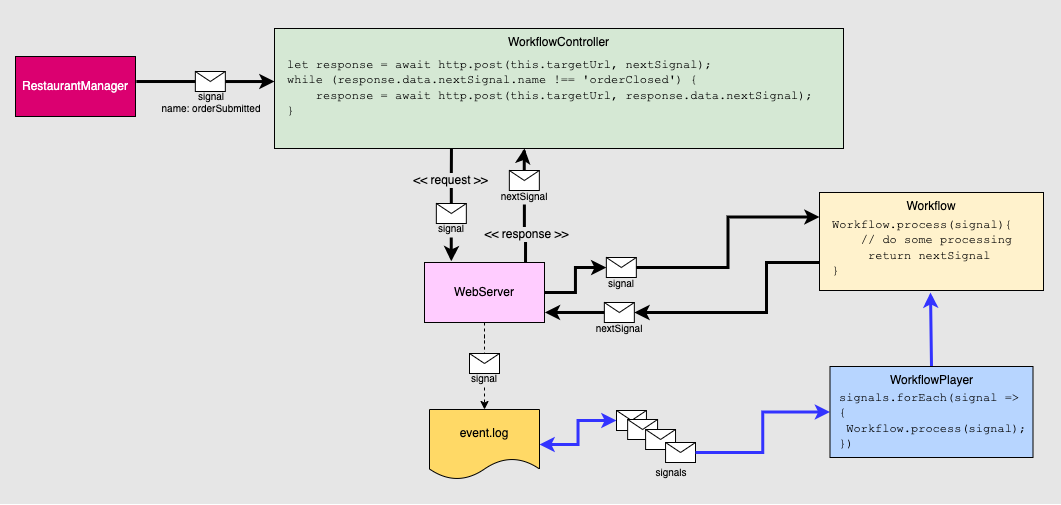 WorkflowController
let response = await http.post(this.targetUrl, nextSignal);
while (response.data.nextSignal.name !== 'orderClosed') {
    response = await http.post(this.targetUrl, response.data.nextSignal);
}
RestaurantManager
signal
name: orderSubmitted
<< request >>
signal
nextSignal
<< response >>
Workflow
Workflow.process(signal){
    // do some processing
     return nextSignal
}
WebServer
signal
nextSignal
signal
WorkflowPlayer
signals.forEach(signal =>
{
 Workflow.process(signal);
})
event.log
signals